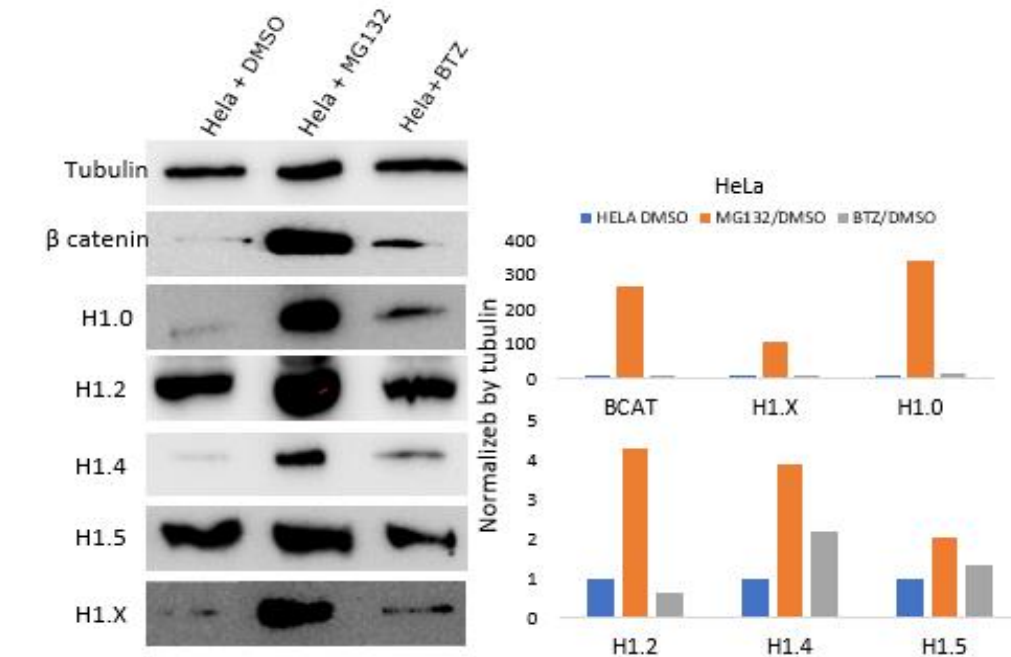 Hela + DMSO
Hela + MG132
Hela+BTZ
Tubulin
β catenin
H1.0
H1.2
H1.4
H1.5
H1.X
HeLa
HELA DMSO MG132/DMSO BTZ/DMSO
Normalizeb by tubulin
400
300
200
100
0
BCAT H1.X H1.0
5
4
3
2
1
0
H1.2 H1.4 H1.5